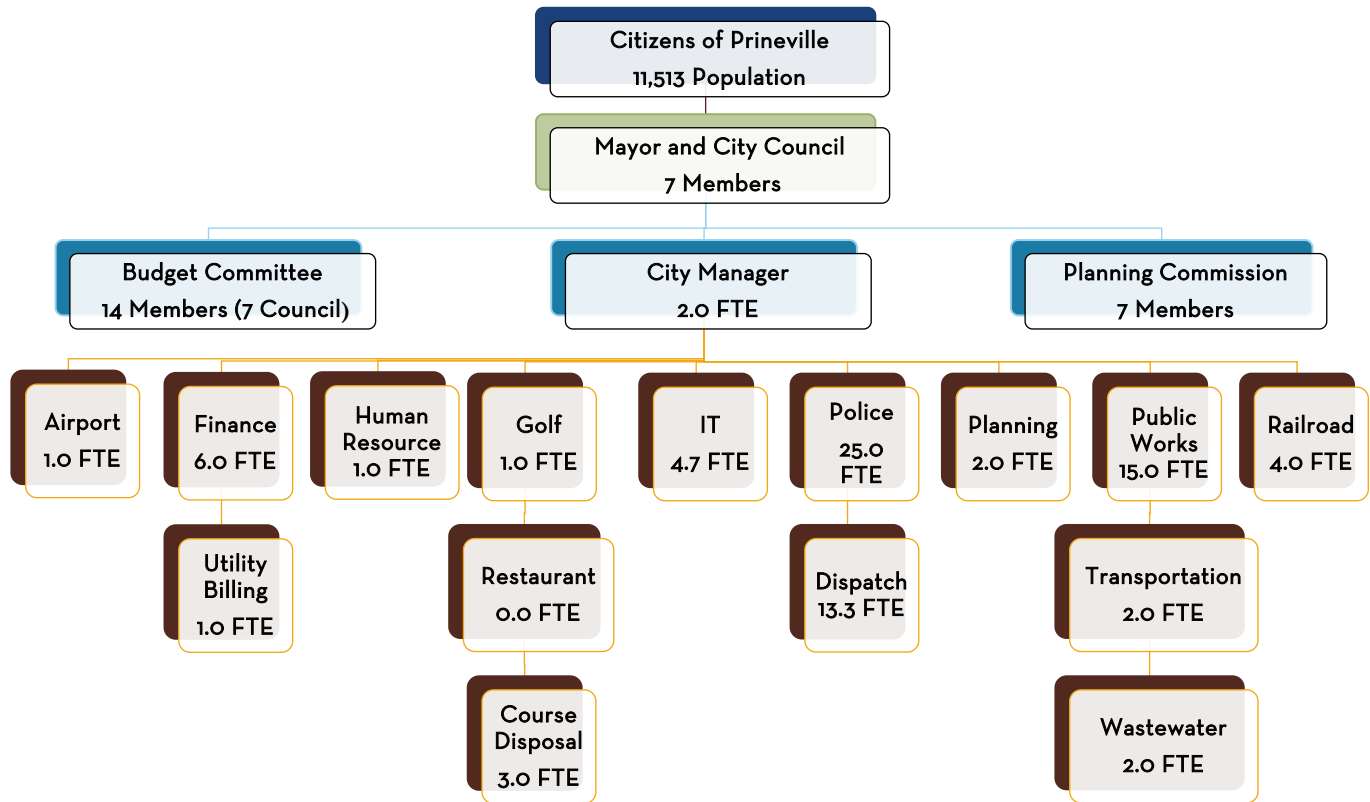 Citizens of Prineville
11,513 Population
Mayor and City Council
7 Members
Budget Committee
14 Members (7 Council)
City Manager
2.0 FTE
Planning Commission
7 Members
Airport
1.0 FTE
Finance
6.0 FTE
Human
Resource
1.0 FTE
Golf
1.0 FTE
IT
4.7 FTE
Police
25.0
FTE
Planning
2.0 FTE
Public
Works
15.0 FTE
Railroad
4.0 FTE
Utility
Billing
1.0 FTE
Restaurant
0.0 FTE
Dispatch
13.3 FTE
Transportation
2.0 FTE
Course
Disposal
3.0 FTE
Wastewater
2.0 FTE